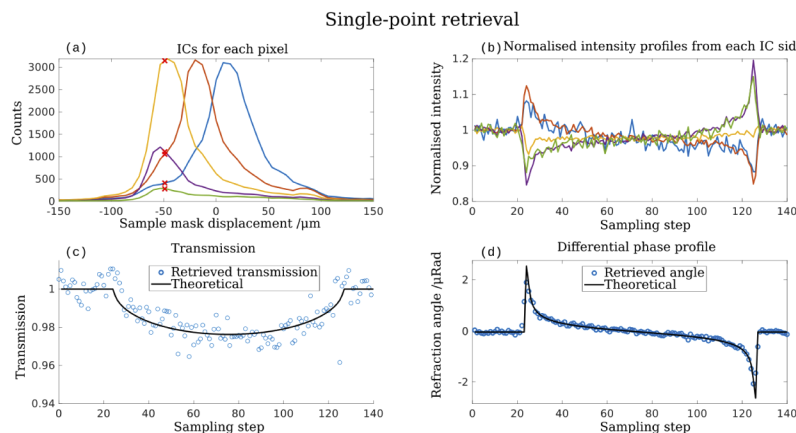 Single-point retrieval
(a) ICs for each pixel
Counts
3000
2500
2000
1500
1000
500
0
-150 -100 -50 0 50 100 150
Sample mask displacement /μm
(b) Normalised intensity profiles from each IC sid
Normalised intensity
1.2
1.1
1
0.9
0.8
0 20 40 60 80 100 120 140
Sampling step
(c) Transmission
Retrieved transmission
Theoretical
Transmission
1
0.98
0.96
0.94
0 20 40 60 80 100 120 140
Sampling step
(d) Differential phase profile
Retrieved angle
Theoretical
Refraction angle /μRad
2
0
-2
0 20 40 60 80 100 120 140
Sampling step